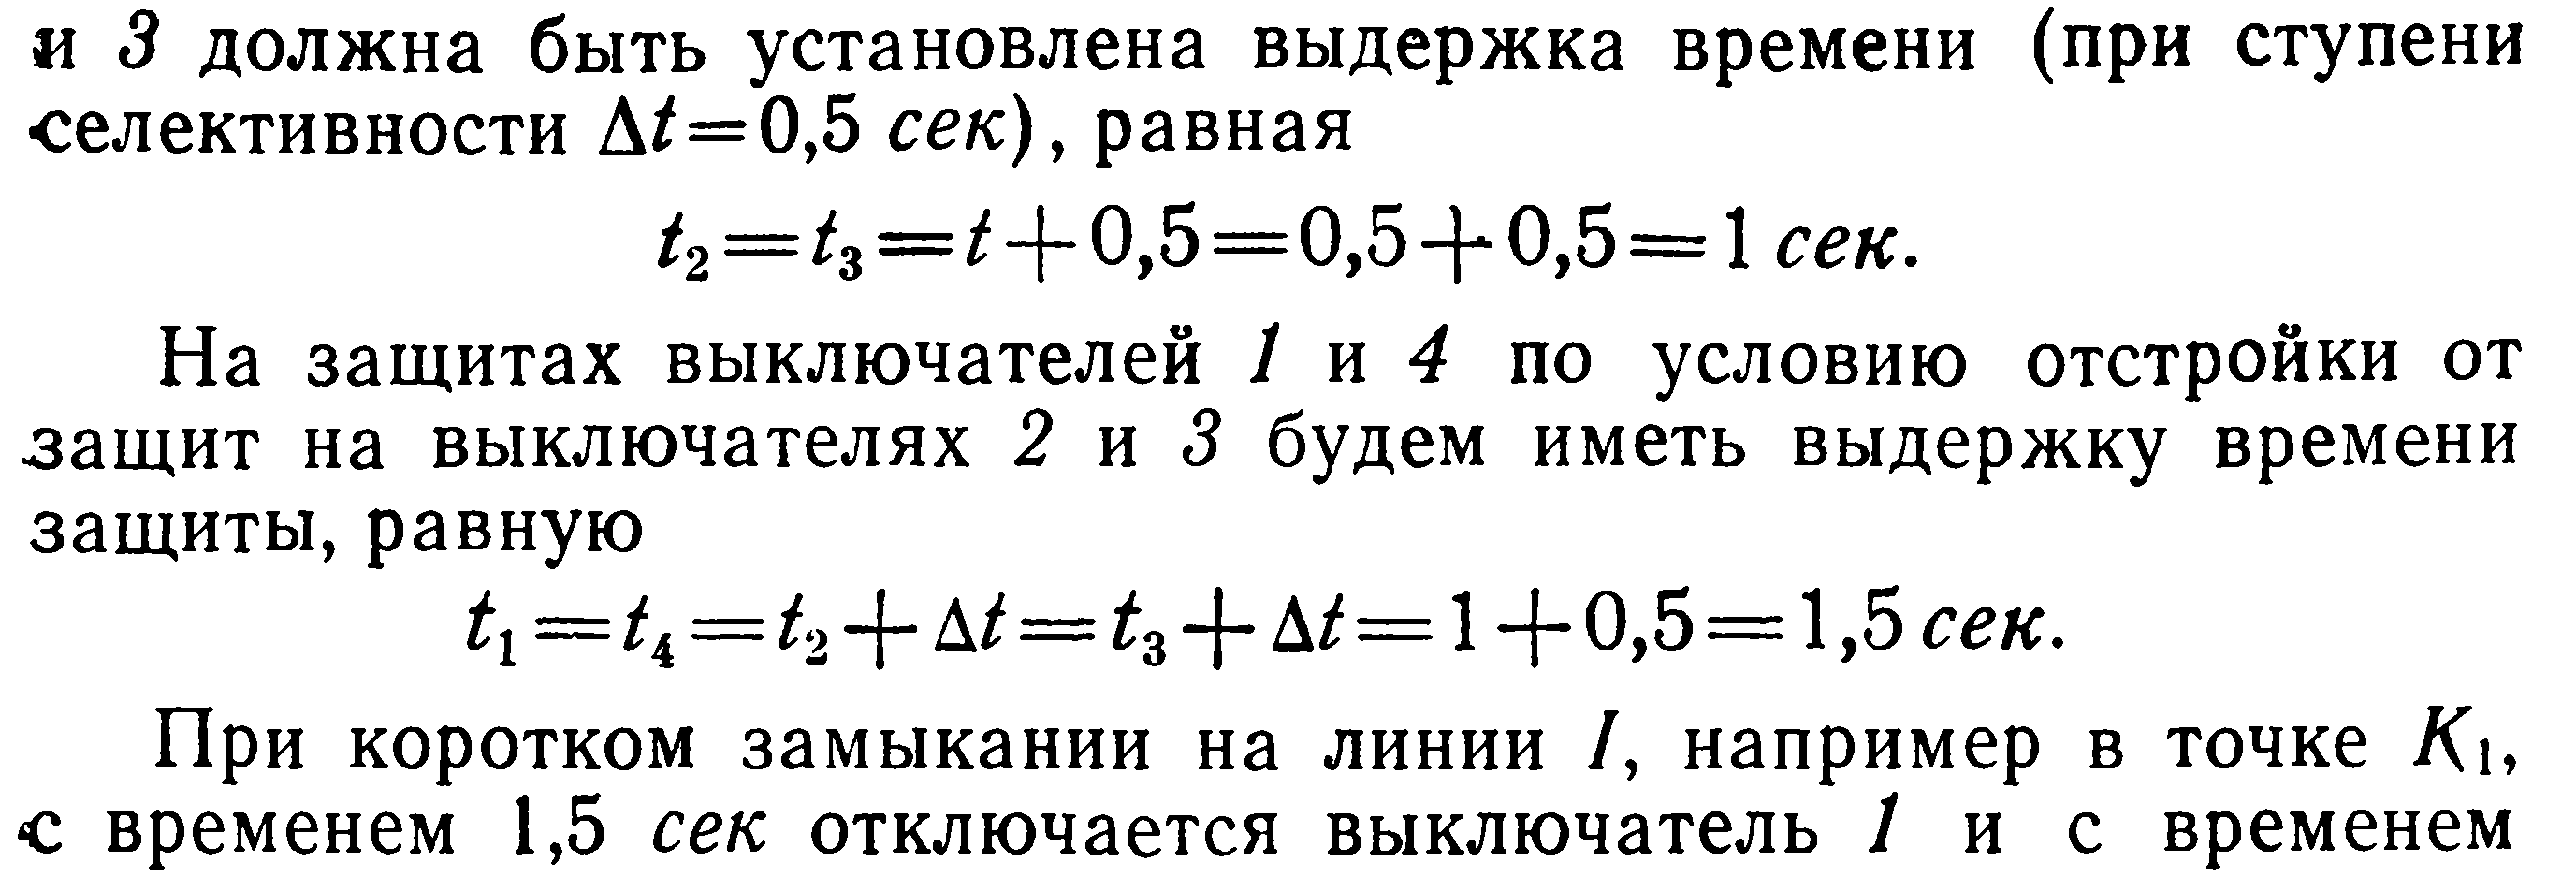 и 3 должна быть установлена выдержка времени (при ступени
селективности Δt=0,5 сек), равная
t₂=t₃=t+0,5=0,5+0,5=1 сек.
На защитах выключателей 1 и 4 по условию отстройки от
защит на выключателях 2 и 3 будем иметь выдержку времени
защиты, равную
t₁=t₄=t₂+Δt=t₃+Δt=1+0,5=1,5 сек.
При коротком замыкании на линии I, например в точке K₁,
с временем 1,5 сек отключается выключатель 1 и с временем